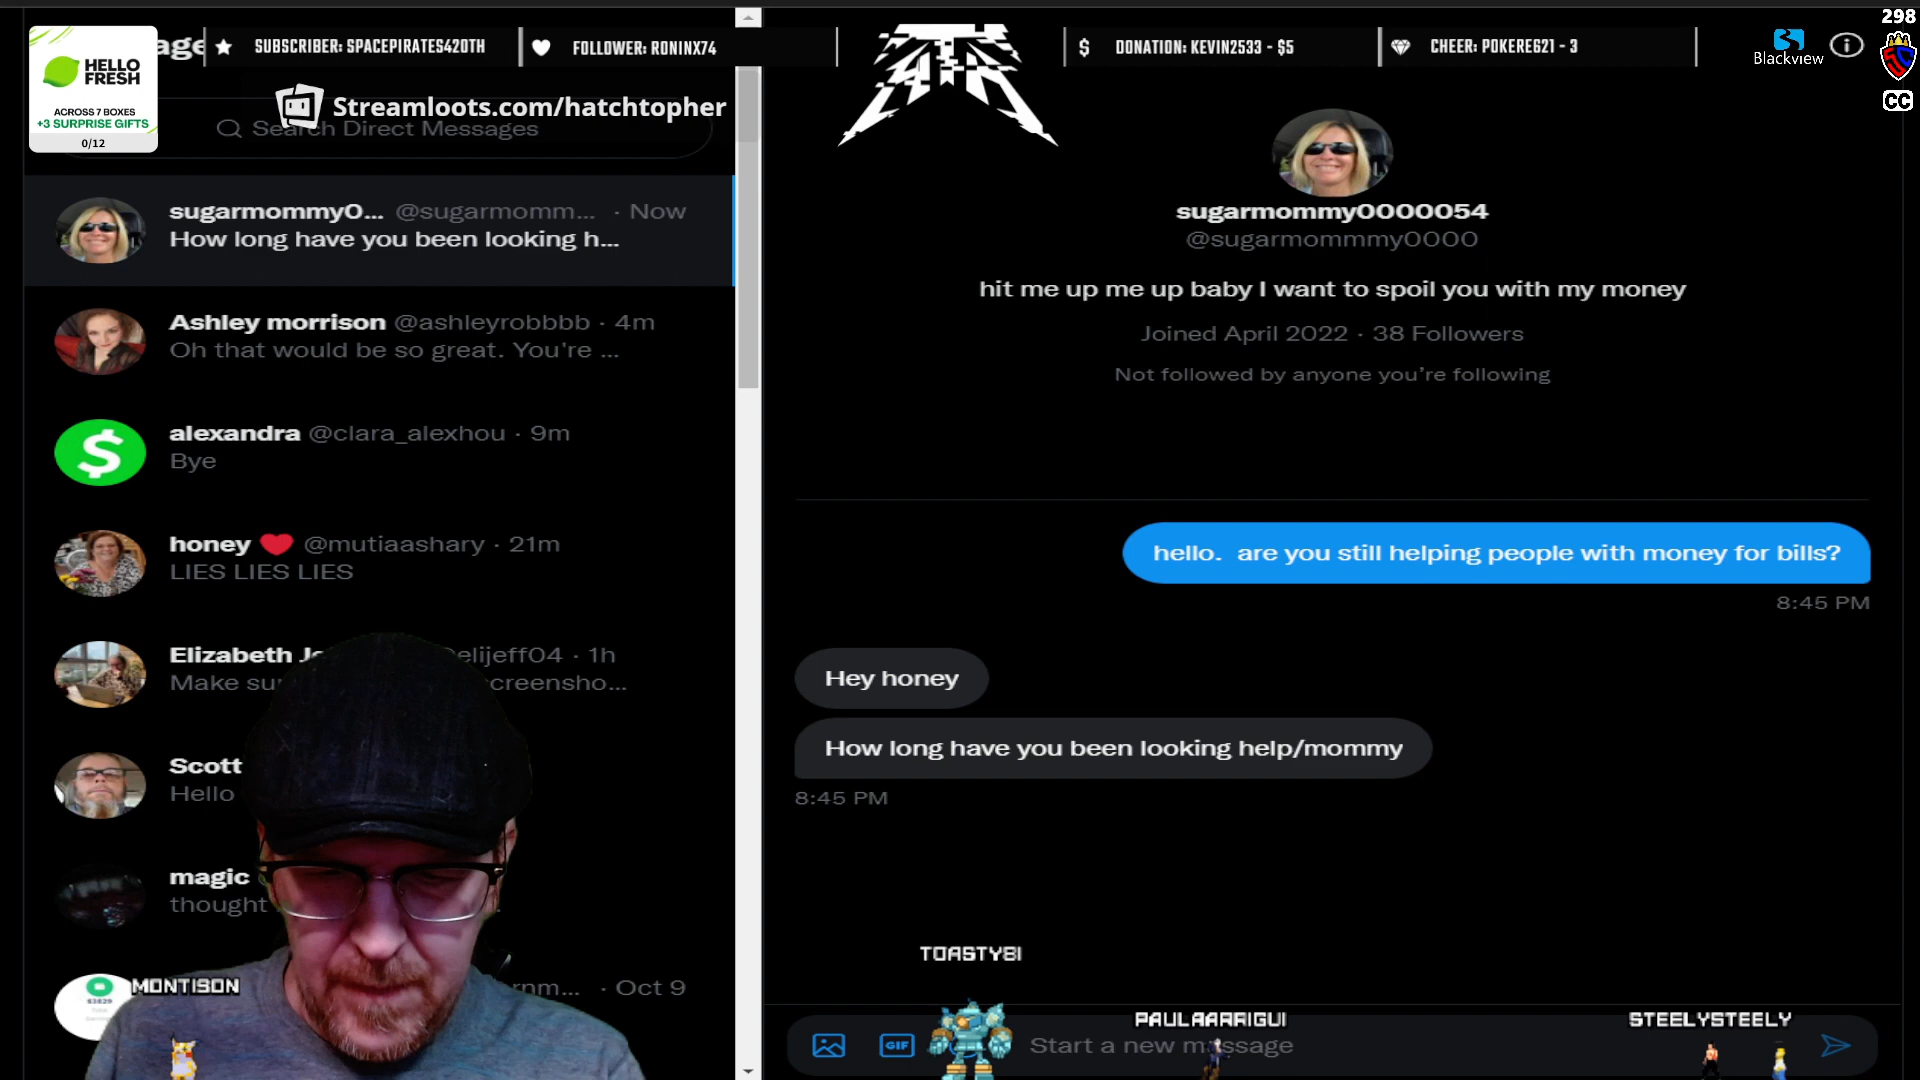 298
HELLO
FRESH
ACROSS 7 BOXES
+3 SURPRISE GIFTS
0/12
age
SUBSCRIBER: SPACEPIRATES420TH
FOLLOWER: RONINX74
DONATION: KEVIN2533 - $5
CHEER: POKERE621 - 3
Blackview
CC
Streamloots.com/hatchtopher
Search Direct Messages
sugarmommy0... @sugarmomm... · Now
How long have you been looking h...
Ashley morrison @ashleyrobbbb · 4m
Oh that would be so great. You're ...
alexandra @clara_alexhou · 9m
Bye
honey ❤ @mutiaashary · 21m
LIES LIES LIES
Elizabeth elijeff04 · 1h
Make creensho...
Scott
Hello
magic
thought
rnm... · Oct 9
MONTISON
sugarmommy0000054
@sugarmommmy0000
hit me up me up baby I want to spoil you with my money
Joined April 2022 · 38 Followers
Not followed by anyone you're following
hello. are you still helping people with money for bills?
8:45 PM
Hey honey
How long have you been looking help/mommy
8:45 PM
TOASTY81
PAULAARRIGUI
STEELYSTEELY
GIF
Start a new message